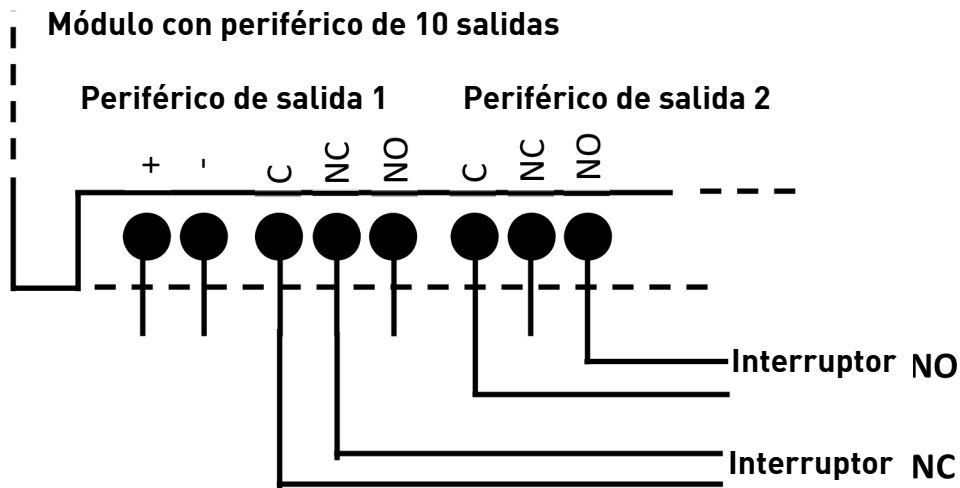 Módulo con periférico de 10 salidas
Periférico de salida 1
Periférico de salida 2
+ - C NC NO C NC NO
Interruptor NO
Interruptor NC